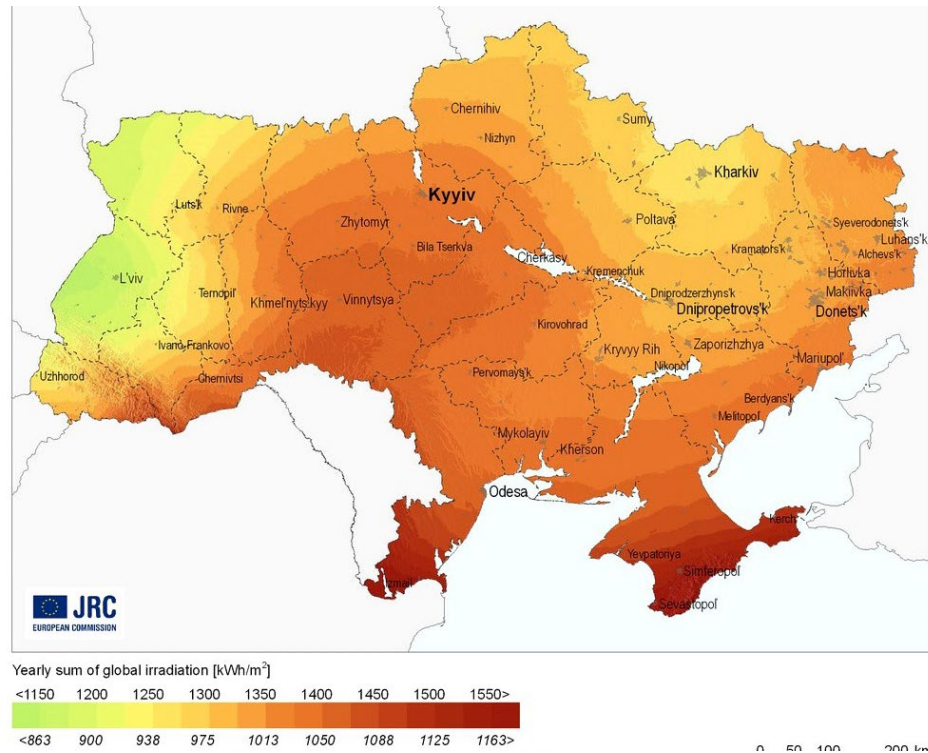 Chernihiv
Sumy
Nizhyn
Kharkiv
Kyyiv
Luts'k
Rivne
Zhytomyr
Poltava
Syeverodonets'k
Luhans'k
Bila Tserkva
Kramators'k
Alchevs'k
Cherkasy
L'viv
Kremenchuk
Horlivka
Ternopil'
Khmel'nyts'kyy
Vinnytsya
Dniprodzerzhyns'k
Makiivka
Dnipropetrovs'k
Donets'k
Kirovohrad
Ivano-Frankovo
Kryvyy Rih
Zaporizhzhya
Mariupol'
Uzhhorod
Chernivtsi
Pervomays'k
Nikopol'
Berdyans'k
Melitopol'
Mykolayiv
Kherson
Odesa
Kerch
Yevpatoriya
Izmail
Simferopol'
Sevastopol'
JRC
EUROPEAN COMMISSION
Yearly sum of global irradiation [kWh/m2]
<1150 1200 1250 1300 1350 1400 1450 1500 1550>
<863 900 938 975 1013 1050 1088 1125 1163>
0 50 100 200 km